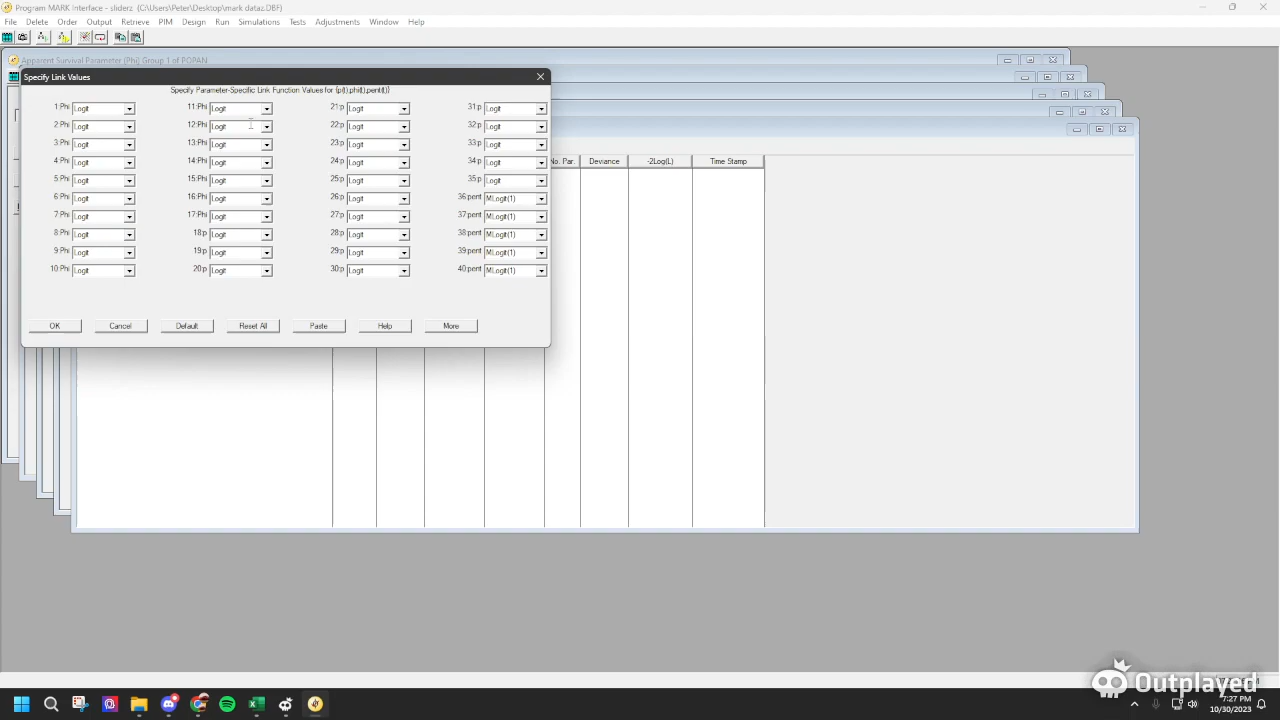 Program MARK Interface - sliderz (C:\Users\Peter\Desktop\mark dataz.DBF)
File Delete Order Output Retrieve PIM Design Run Simulations Tests Adjustments Window Help
Apparent Survival Parameter (Phi) Group 1 of POPAN
Specify Link Values
Specify Parameter-Specific Link Function Values for {p(t),phi(t),pent(t)}
1:Phi Logit 11:Phi Logit 21:p Logit 31:p Logit
2:Phi Logit 12:Phi Logit 22:p Logit 32:p Logit
3:Phi Logit 13:Phi Logit 23:p Logit 33:p Logit
4:Phi Logit 14:Phi Logit 24:p Logit 34:p Logit
5:Phi Logit 15:Phi Logit 25:p Logit 35:p Logit
6:Phi Logit 16:Phi Logit 26:p Logit 36:pent MLogit(1)
7:Phi Logit 17:Phi Logit 27:p Logit 37:pent MLogit(1)
8:Phi Logit 18:p Logit 28:p Logit 38:pent MLogit(1)
9:Phi Logit 19:p Logit 29:p Logit 39:pent MLogit(1)
10:Phi Logit 20:p Logit 30:p Logit 40:pent MLogit(1)
No. Par. Deviance -2Log(L) Time Stamp
OK Cancel Default Reset All Paste Help More
Outplayed
7:27 PM
10/30/2023